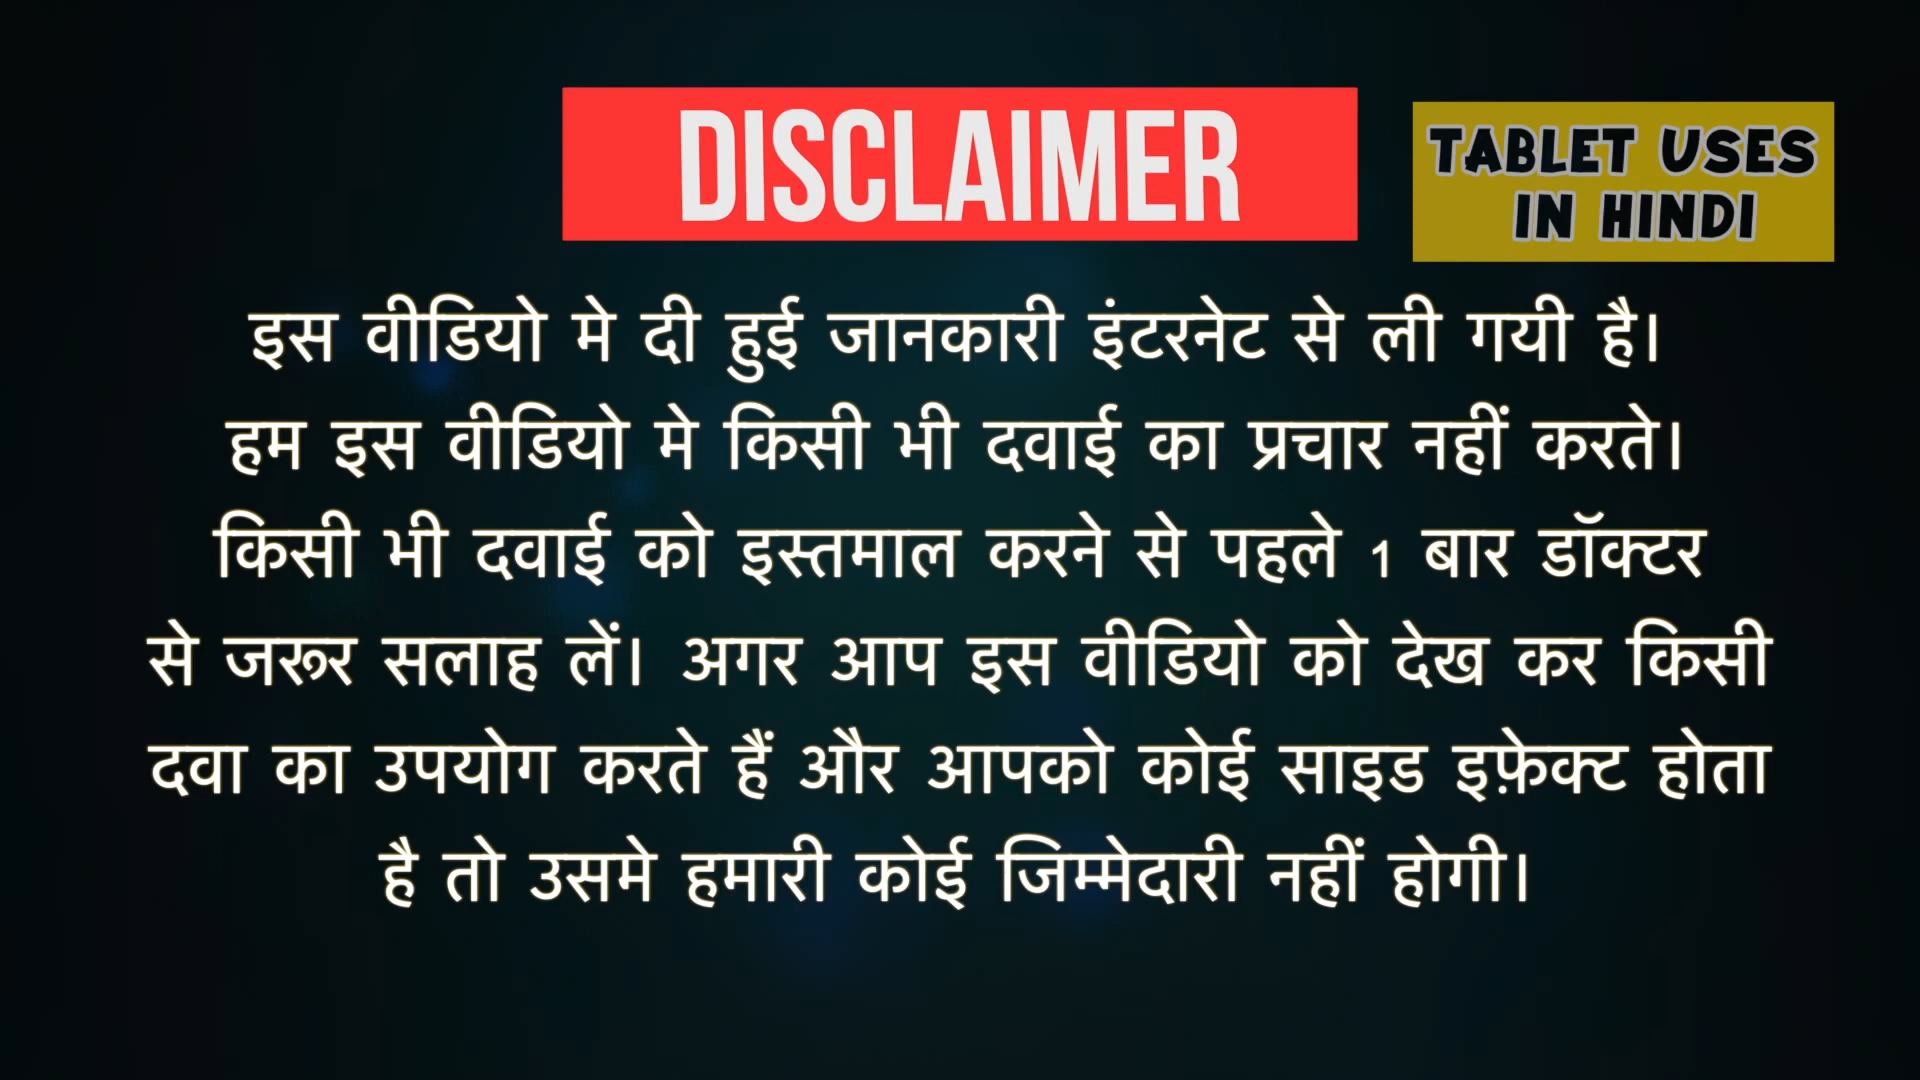 DISCLAIMER
TABLET USES
IN HINDI
इस वीडियो मे दी हुई जानकारी इंटरनेट से ली गयी है।
हम इस वीडियो मे किसी भी दवाई का प्रचार नहीं करते।
किसी भी दवाई को इस्तमाल करने से पहले 1 बार डॉक्टर
से जरूर सलाह लें। अगर आप इस वीडियो को देख कर किसी
दवा का उपयोग करते हैं और आपको कोई साइड इफ़ेक्ट होता
है तो उसमे हमारी कोई जिम्मेदारी नहीं होगी।